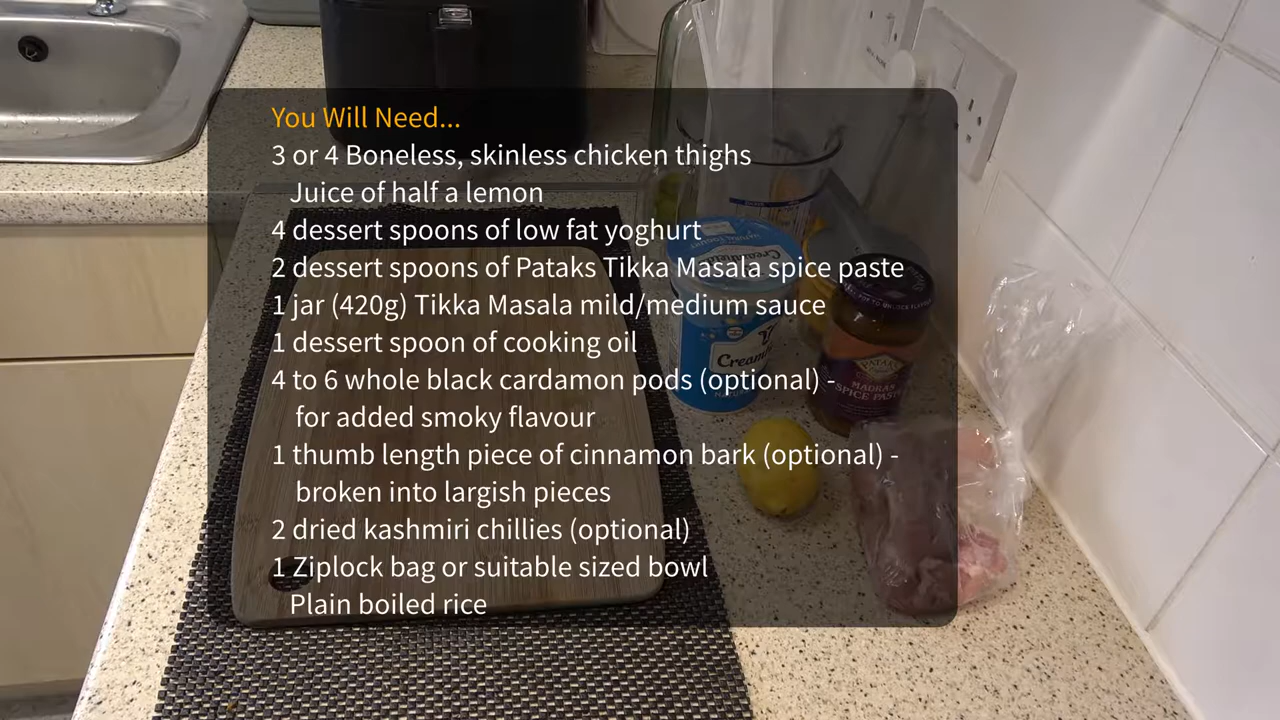 You Will Need...
3 or 4 Boneless, skinless chicken thighs
Juice of half a lemon
4 dessert spoons of low fat yoghurt
2 dessert spoons of Pataks Tikka Masala spice paste
1 jar (420g) Tikka Masala mild/medium sauce
1 dessert spoon of cooking oil
4 to 6 whole black cardamon pods (optional) -
for added smoky flavour
1 thumb length piece of cinnamon bark (optional) -
broken into largish pieces
2 dried kashmiri chillies (optional)
1 Ziplock bag or suitable sized bowl
Plain boiled rice
PATAK'S
MADRAS
SPICE PASTE